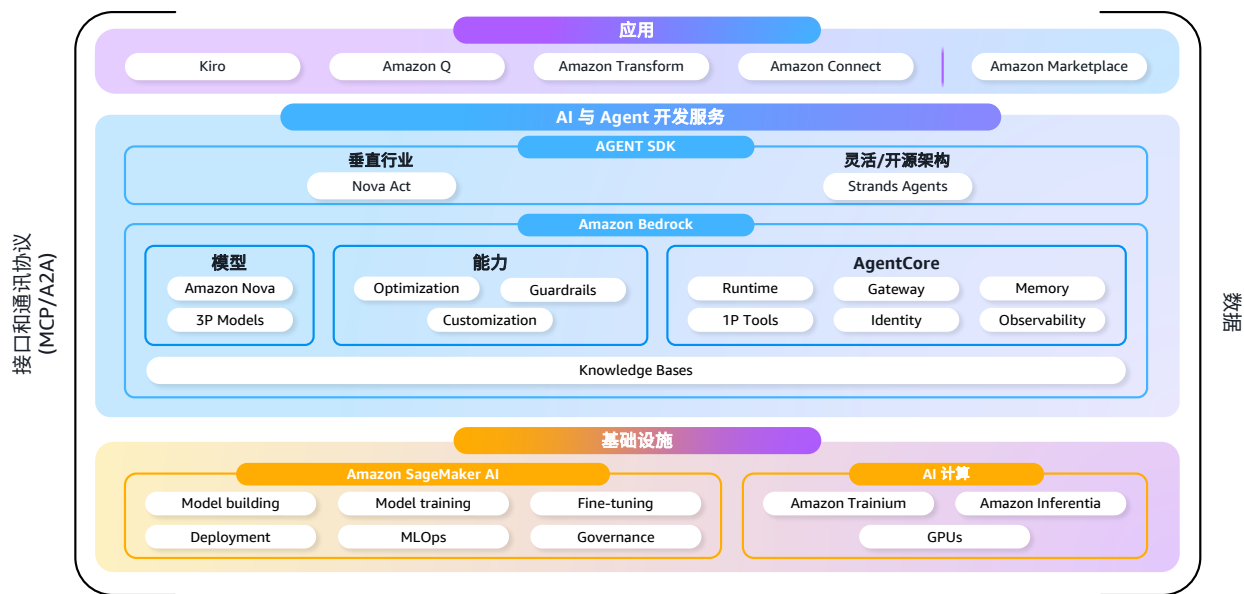 应用
Kiro
Amazon Q
Amazon Transform
Amazon Connect
Amazon Marketplace
AI 与 Agent 开发服务
AGENT SDK
垂直行业
Nova Act
灵活/开源架构
Strands Agents
Amazon Bedrock
模型
Amazon Nova
3P Models
能力
Optimization
Guardrails
Customization
AgentCore
Runtime
Gateway
Memory
1P Tools
Identity
Observability
Knowledge Bases
基础设施
Amazon SageMaker AI
Model building
Model training
Fine-tuning
Deployment
MLOps
Governance
AI 计算
Amazon Trainium
Amazon Inferentia
GPUs
接口和通讯协议
(MCP/A2A)
数据